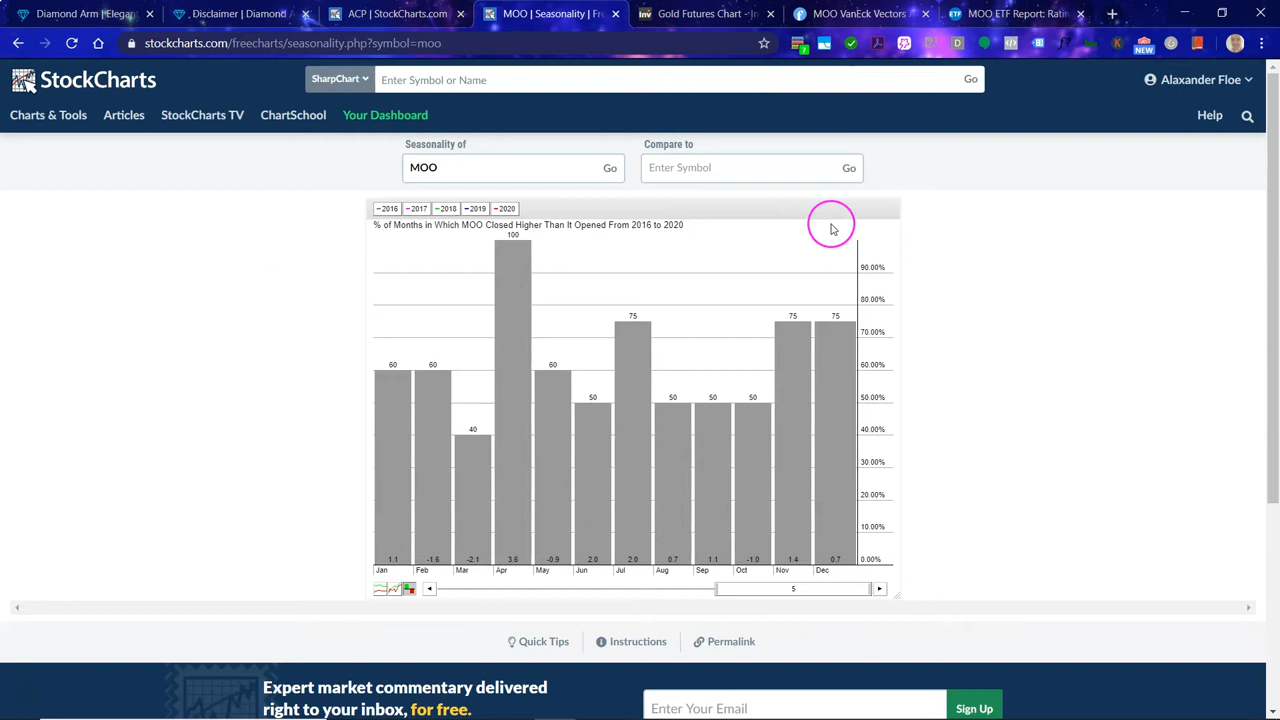 Diamond Arm |Elegan
, Disclaimer | Diamond A
ACP | StockCharts.com
MOO | Seasonality | Fr
Gold Futures Chart - In
MOO VanEck Vectors
MOO ETF Report: Ratin
stockcharts.com/freecharts/seasonality.php?symbol=moo
7
NEW
StockCharts
SharpChart
Enter Symbol or Name
Go
Alaxander Floe
Charts & Tools
Articles
StockCharts TV
ChartSchool
Your Dashboard
Help
Seasonality of
Compare to
MOO
Go
Enter Symbol
Go
2016 2017 2018 2019 2020
% of Months in Which MOO Closed Higher Than It Opened From 2016 to 2020
100
90.00%
80.00%
75 75 75
70.00%
60 60 60
60.00%
50 50 50 50
50.00%
40
40.00%
30.00%
20.00%
10.00%
1.1 -1.6 -2.1 3.6 -0.9 2.0 2.0 0.7 1.1 -1.0 1.4 0.7
0.00%
Jan Feb Mar Apr May Jun Jul Aug Sep Oct Nov Dec
5
Quick Tips
Instructions
Permalink
Expert market commentary delivered
right to your inbox, for free.
Enter Your Email
Sign Up